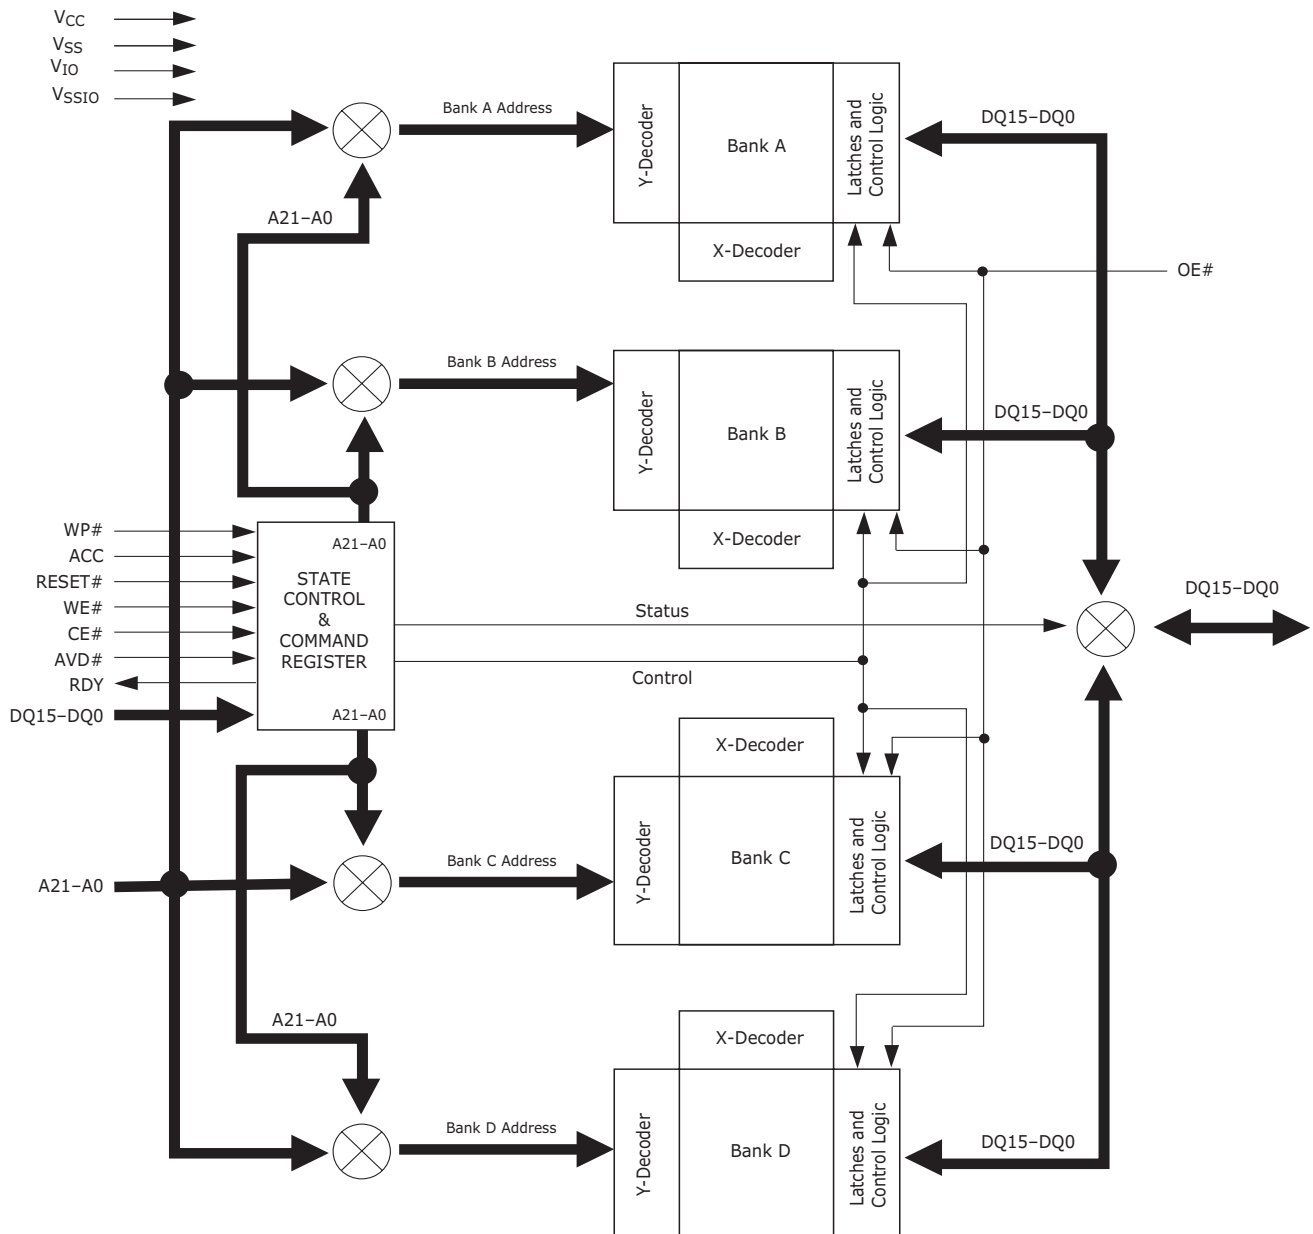 VCC
VSS
VIO
VSSIO
Bank A Address
Y-Decoder
Bank A
Latches and
Control Logic
X-Decoder
DQ15–DQ0
A21–A0
OE#
Bank B Address
Y-Decoder
Bank B
Latches and
Control Logic
X-Decoder
DQ15–DQ0
WP#
ACC
RESET#
WE#
CE#
AVD#
RDY
DQ15–DQ0
A21–A0
STATE
CONTROL
&
COMMAND
REGISTER
A21–A0
Status
Control
DQ15–DQ0
X-Decoder
Bank C Address
Y-Decoder
Bank C
Latches and
Control Logic
DQ15–DQ0
A21–A0
A21–A0
X-Decoder
Bank D Address
Y-Decoder
Bank D
Latches and
Control Logic
DQ15–DQ0